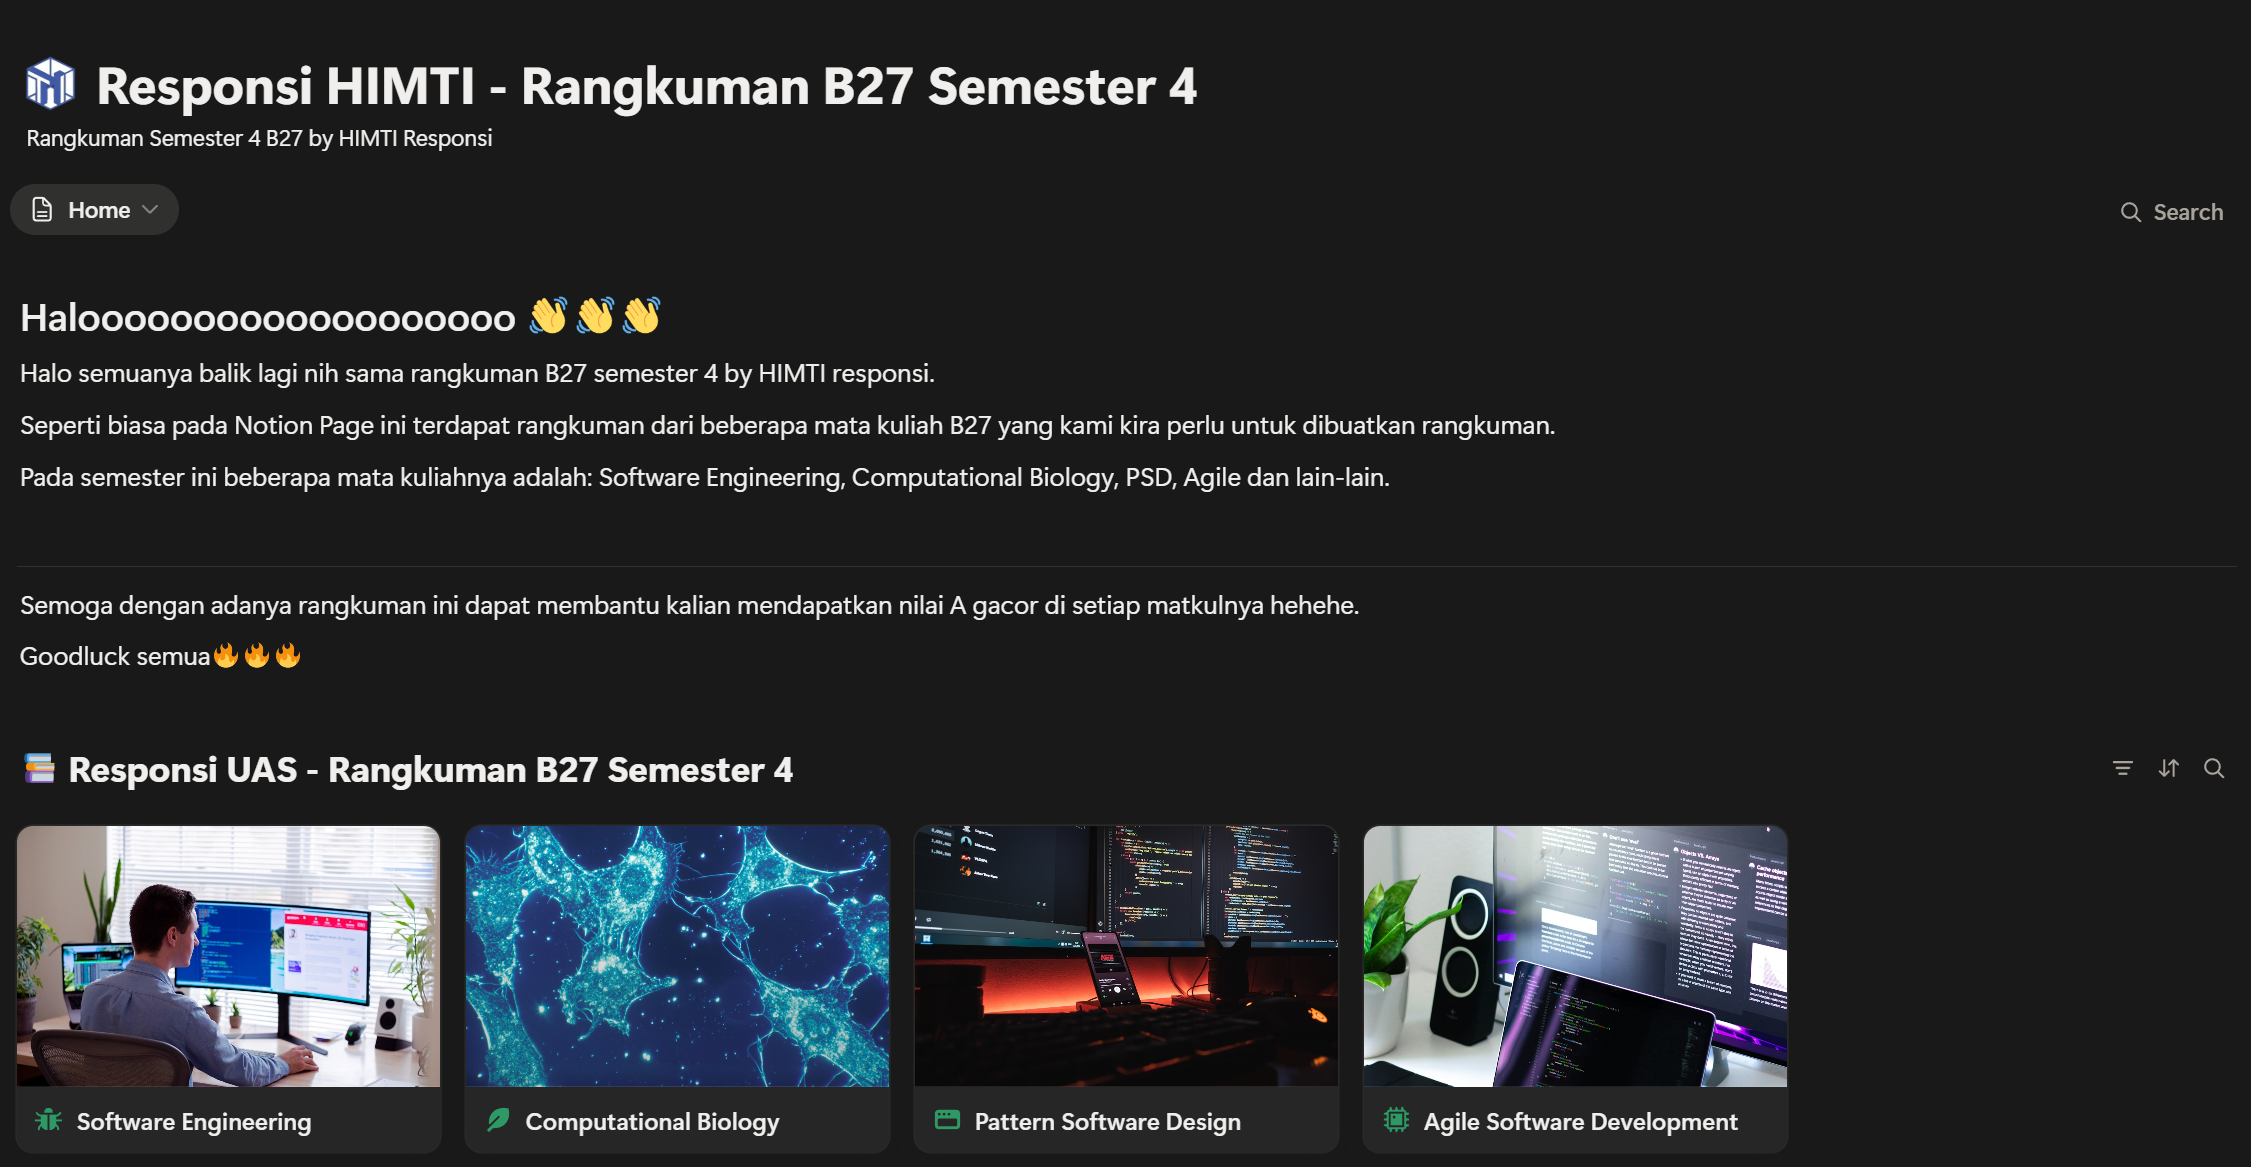 Responsi HIMTI - Rangkuman B27 Semester 4
Rangkuman Semester 4 B27 by HIMTI Responsi
Home
Search
Halooooooooooooooooooo 👋👋👋
Halo semuanya balik lagi nih sama rangkuman B27 semester 4 by HIMTI responsi.
Seperti biasa pada Notion Page ini terdapat rangkuman dari beberapa mata kuliah B27 yang kami kira perlu untuk dibuatkan rangkuman.
Pada semester ini beberapa mata kuliahnya adalah: Software Engineering, Computational Biology, PSD, Agile dan lain-lain.
Semoga dengan adanya rangkuman ini dapat membantu kalian mendapatkan nilai A gacor di setiap matkulnya hehehe.
Goodluck semua🔥🔥🔥
📚 Responsi UAS - Rangkuman B27 Semester 4
Objects VS. Arrays
Software Engineering
Computational Biology
Pattern Software Design
Agile Software Development